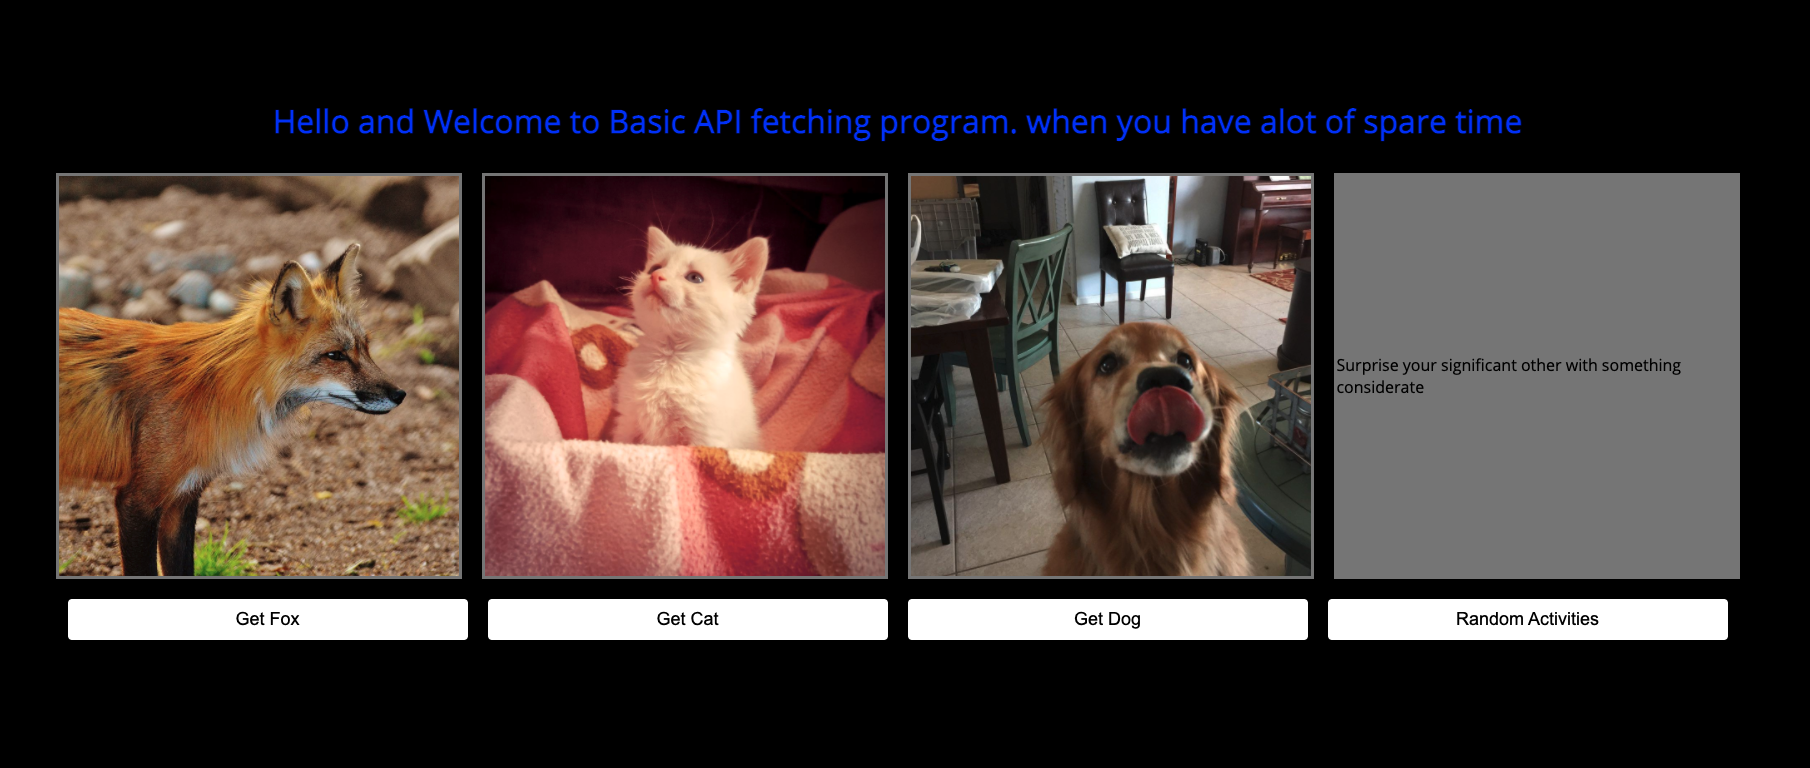 Hello and Welcome to Basic API fetching program. when you have alot of spare time
Surprise your significant other with something
considerate
Get Fox
Get Cat
Get Dog
Random Activities